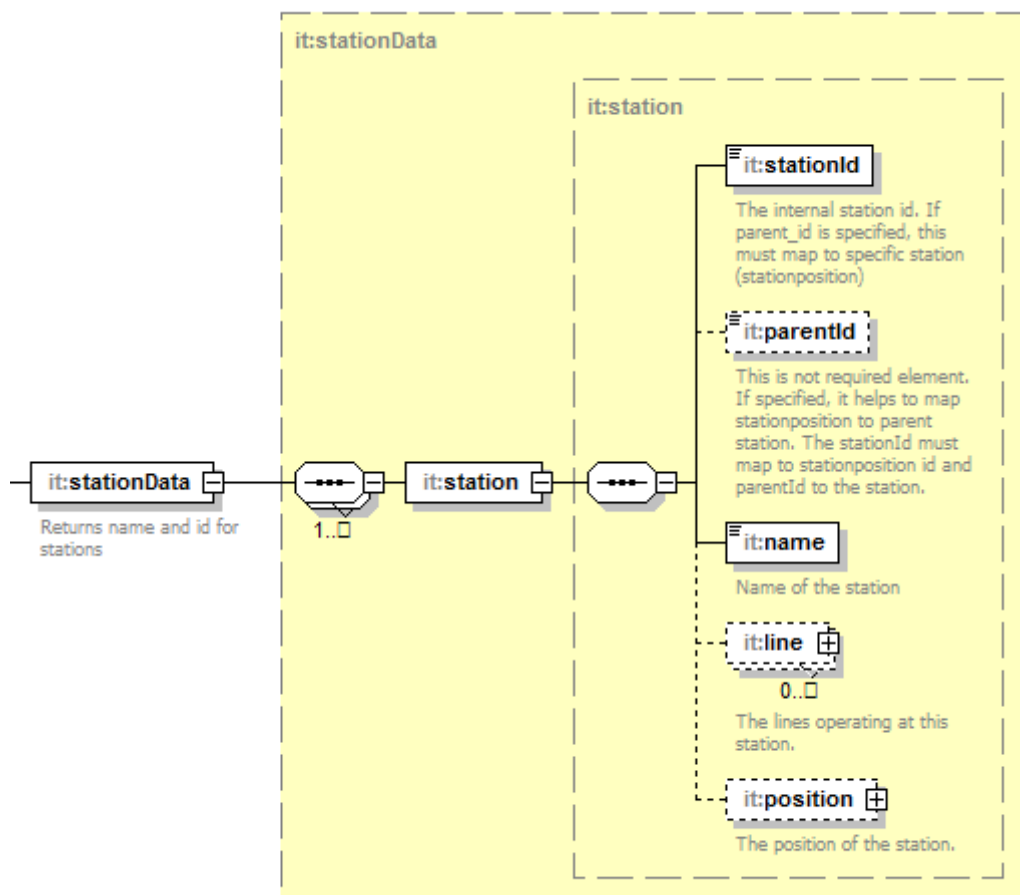 it:stationData
it:station
it:stationId
The internal station id. If
parent_id is specified, this
must map to specific station
(stationposition)
it:parentId
This is not required element.
If specified, it helps to map
stationposition to parent
station. The stationId must
map to stationposition id and
parentId to the station.
it:stationData
Returns name and id for
stations
1..□
it:station
it:name
Name of the station
it:line
0..□
The lines operating at this
station.
it:position
The position of the station.